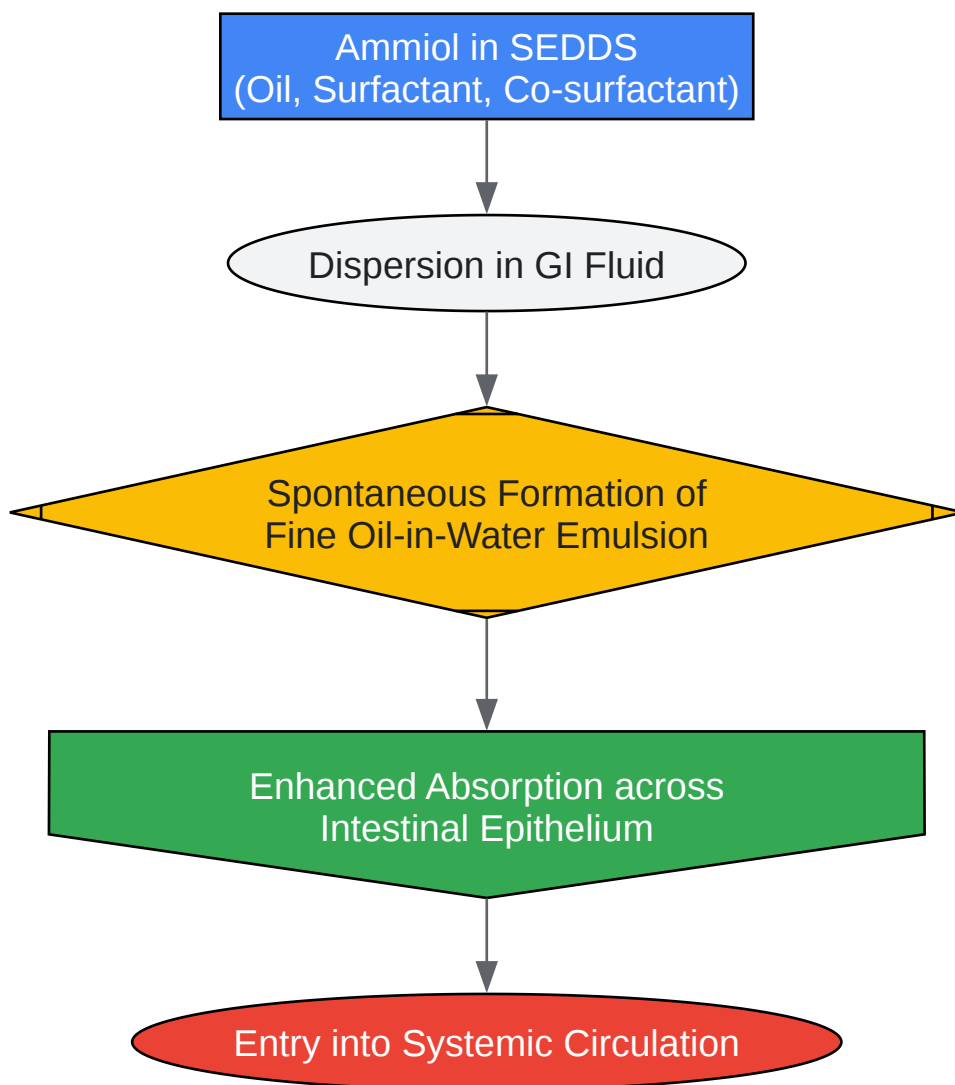 Ammiol in SEDDS
(Oil, Surfactant, Co-surfactant)
Dispersion in GI Fluid
Spontaneous Formation of
Fine Oil-in-Water Emulsion
Enhanced Absorption across
Intestinal Epithelium
Entry into Systemic Circulation